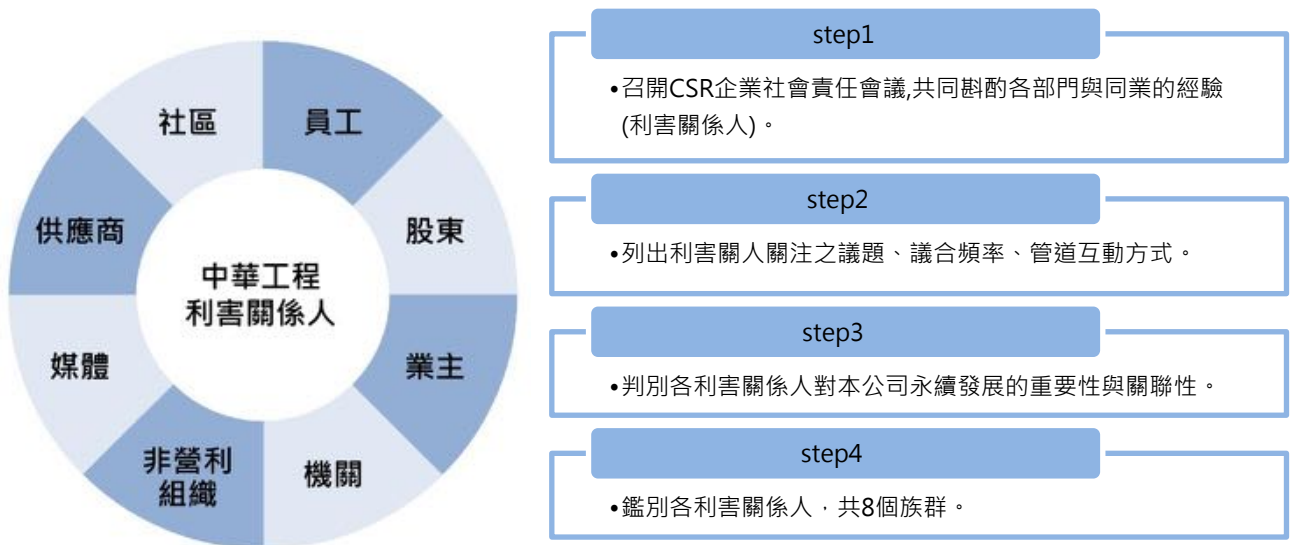 社區
員工
供應商
股東
中華工程
利害關係人
媒體
業主
非營利
組織
機關
step1
•召開CSR企業社會責任會議,共同斟酌各部門與同業的經驗
(利害關係人)。
step2
•列出利害關人關注之議題、議合頻率、管道互動方式。
step3
•判別各利害關係人對本公司永續發展的重要性與關聯性。
step4
•鑑別各利害關係人，共8個族群。